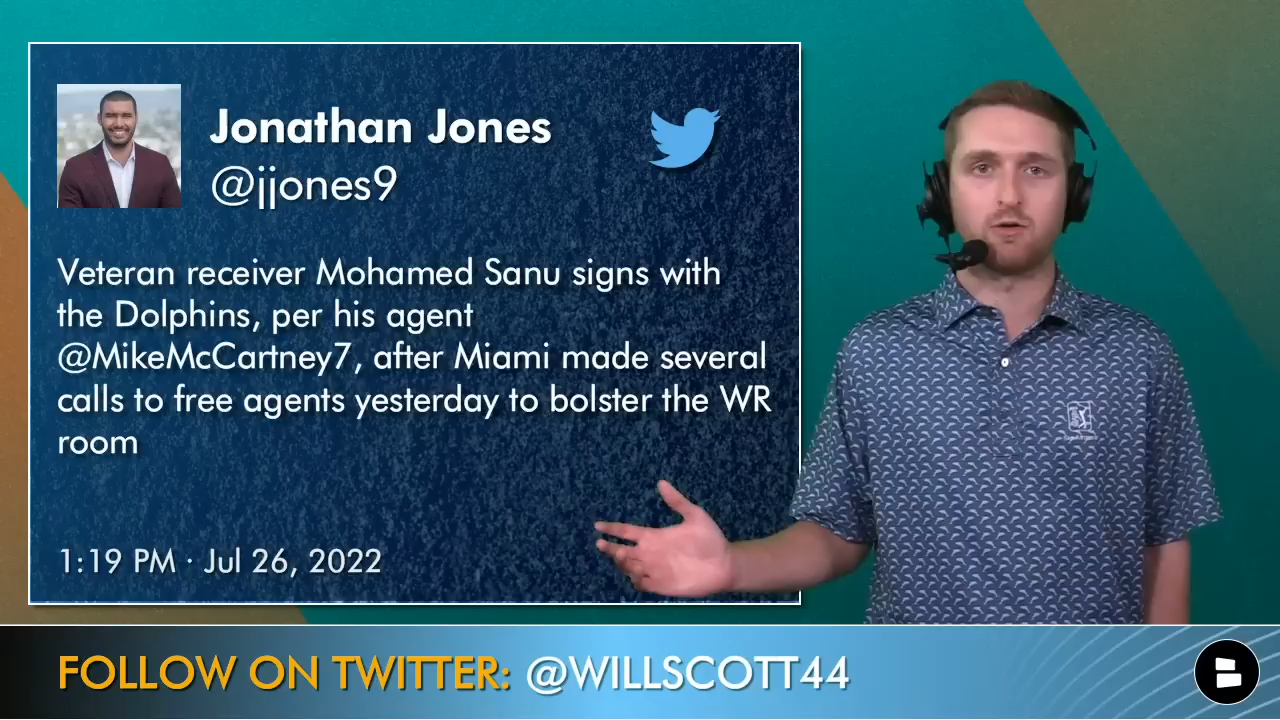 Jonathan Jones
@jjones9
Veteran receiver Mohamed Sanu signs with
the Dolphins, per his agent
@MikeMcCartney7, after Miami made several
calls to free agents yesterday to bolster the WR
room
1:19 PM · Jul 26, 2022
FOLLOW ON TWITTER: @WILLSCOTT44